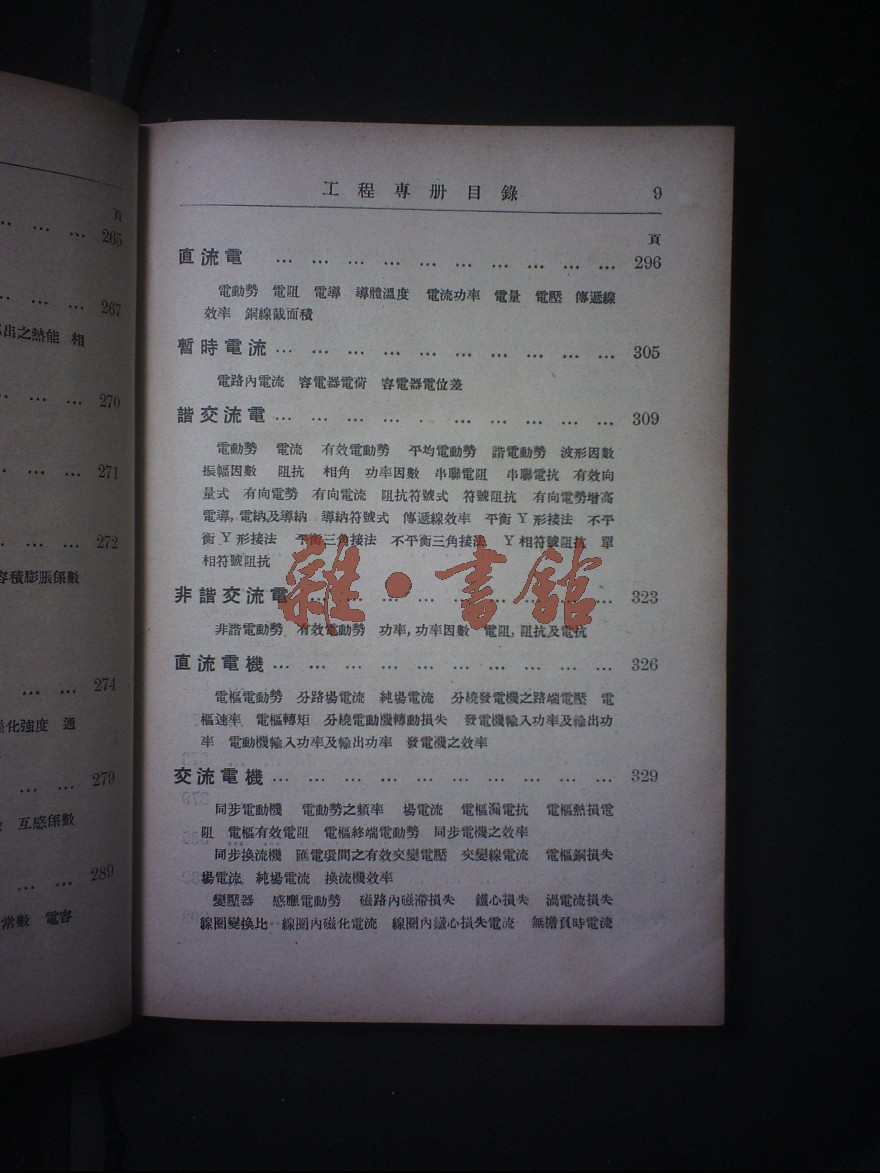 頁
… … … 265
… … 267
出之熱能　相
… … … 270
… … 271
… … … 272
容積膨脹係數
… … 274
化強度　通
… … 279
互感係數
… … 289
常數　電容
工程專册目錄　9
頁
直流電 … … … … … … … … … … 296
電動勢　電阻　電導　導體溫度　電流功率　電量　電壓　傳遞線
效率　銅線截面積
暫時電流 … … … … … … … … … … 305
電路內電流　容電器電荷　容電器電位差
諧交流電 … … … . … … … … … … 309
電動勢　電流　有效電動勢　平均電動勢　諧電動勢　波形因數
振幅因數　阻抗　相角　功率因數　串聯電阻　串聯電抗　有效向
量式　有向電勢　有向電流　阻抗符號式　符號阻抗　有向電勢增高
電導,電納及導納　導納符號式　傳遞線效率　平衡Y形接法　不平
衡Y形接法　平衡三角接法　不平衡三角接法　Y相符號阻抗　單
相符號阻抗
雜·書館
非諧交流電 … … … … … … … … … 323
非諧電動勢　有效電動勢　功率,功率因數　電阻,阻抗及電抗
直流電機 … … … … … … … … … … 326
電樞電動勢　分路場電流　純場電流　分繞發電機之路端電壓　電
樞速率　電樞轉矩　分繞電動機轉動損失　發電機輸入功率及輸出功
率　電動機輸入功率及輸出功率　發電機之效率
交流電機 … … … … … … … … … … 329
同步電動機　電動勢之頻率　場電流　電樞漏電抗　電樞熱損電
阻　電樞有效電阻　電樞終端電動勢　同步電機之效率
同步換流機　匯電環間之有效交變電壓　交變線電流　電樞銅損失
場電流　純場電流　換流機效率
變壓器　感應電動勢　磁路內磁滯損失　鐵心損失　渦電流損失
線圈變換比　線圈內磁化電流　線圈內鐵心損失電流　無擔負時電流